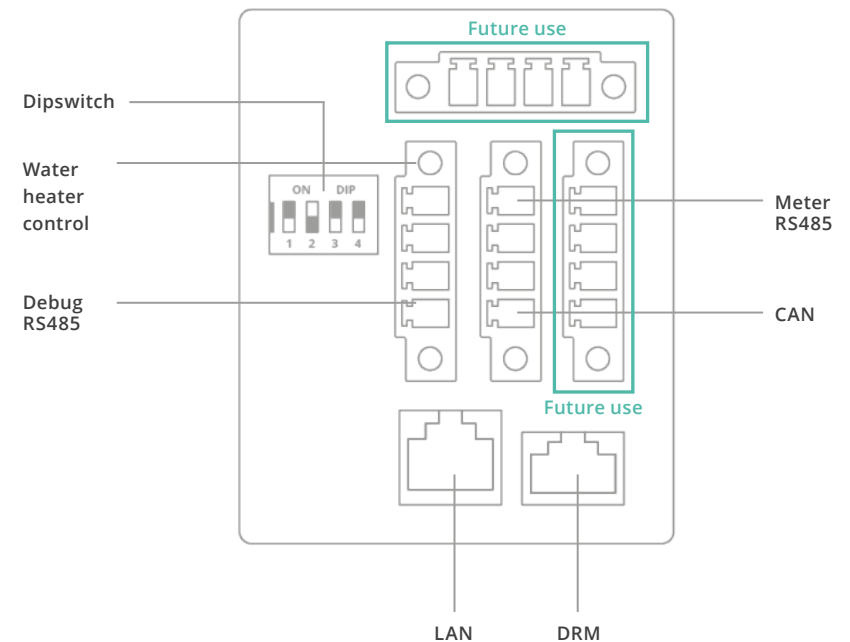 Future use
Dipswitch
Water
heater
control
ON DIP
1 2 3 4
Meter
RS485
Debug
RS485
CAN
Future use
LAN
DRM